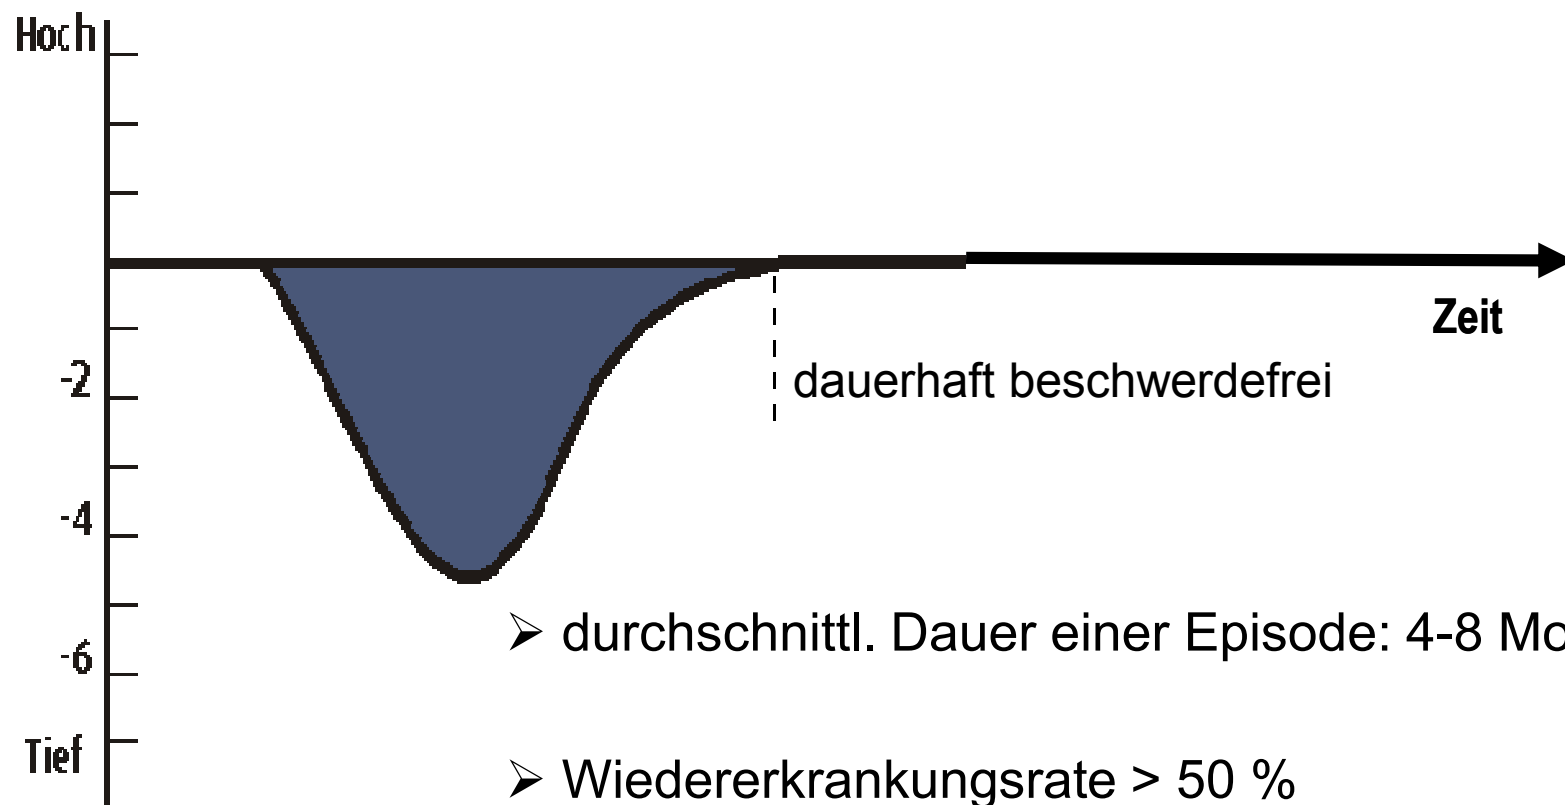 Hoch
Zeit
-2
dauerhaft beschwerdefrei
-4
➢ durchschnittl. Dauer einer Episode: 4-8 Mo
-6
Tief
➢ Wiedererkrankungsrate > 50 %